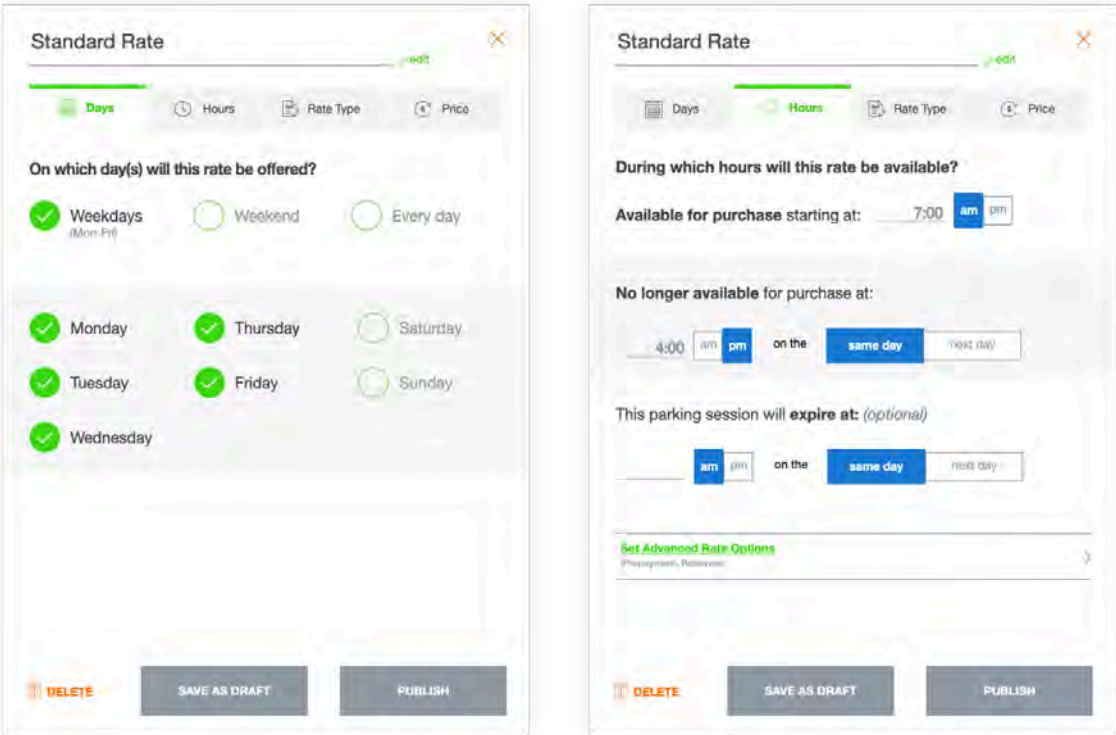 Standard Rate
edit
Days Hours Rate Type Price
On which day(s) will this rate be offered?
Weekdays Weekend Every day
(Mon-Fri)
Monday Thursday Saturday
Tuesday Friday Sunday
Wednesday
DELETE SAVE AS DRAFT PUBLISH
Standard Rate
edit
Days Hours Rate Type Price
During which hours will this rate be available?
Available for purchase starting at: 7:00 am pm
No longer available for purchase at:
4:00 am pm on the same day next day
This parking session will expire at: (optional)
am pm on the same day next day
Set Advanced Rate Options
(Prepayment,
DELETE SAVE AS DRAFT PUBLISH